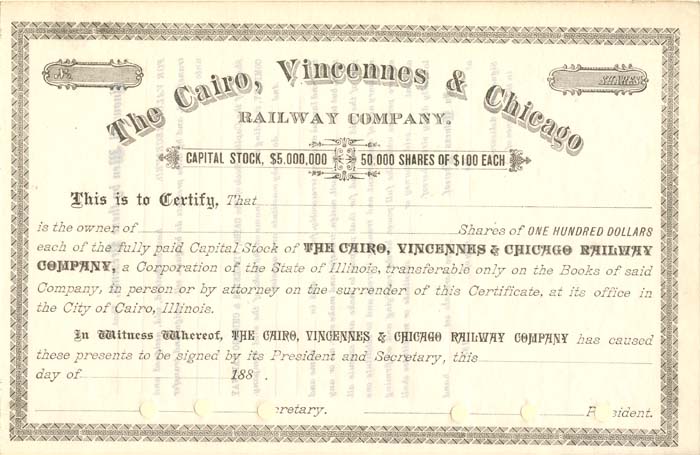 No. SHARES
The Cairo, Vincennes & Chicago
RAILWAY COMPANY.
CAPITAL STOCK, $5.000,000 50.000 SHARES OF $100 EACH
This is to Certify, That
is the owner of Shares of ONE HUNDRED DOLLARS
each of the fully paid Capital Stock of THE CAIRO, VINCENNES & CHICAGO RAILWAY
COMPANY, a Corporation of the State of Illinois, transferable only on the Books of said
Company, in person or by attorney on the surrender of this Certificate, at its office in
the City of Cairo, Illinois.
In Witness Whereof, THE CAIRO, VINCENNES & CHICAGO RAILWAY COMPANY has caused
these presents to be signed by its President and Secretary, this
day of 188 .
cretary. P sident.